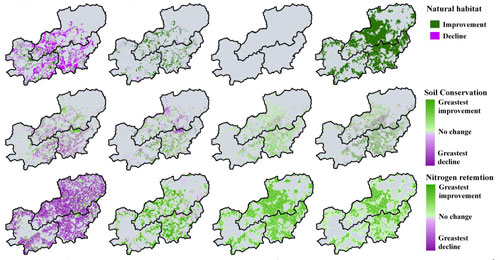 Natural habitat
Improvement
Decline
Soil Conservation
Greastest
improvement
No change
Greastest
decline
Nitrogen retention
Greastest
improvement
No change
Greastest
decline